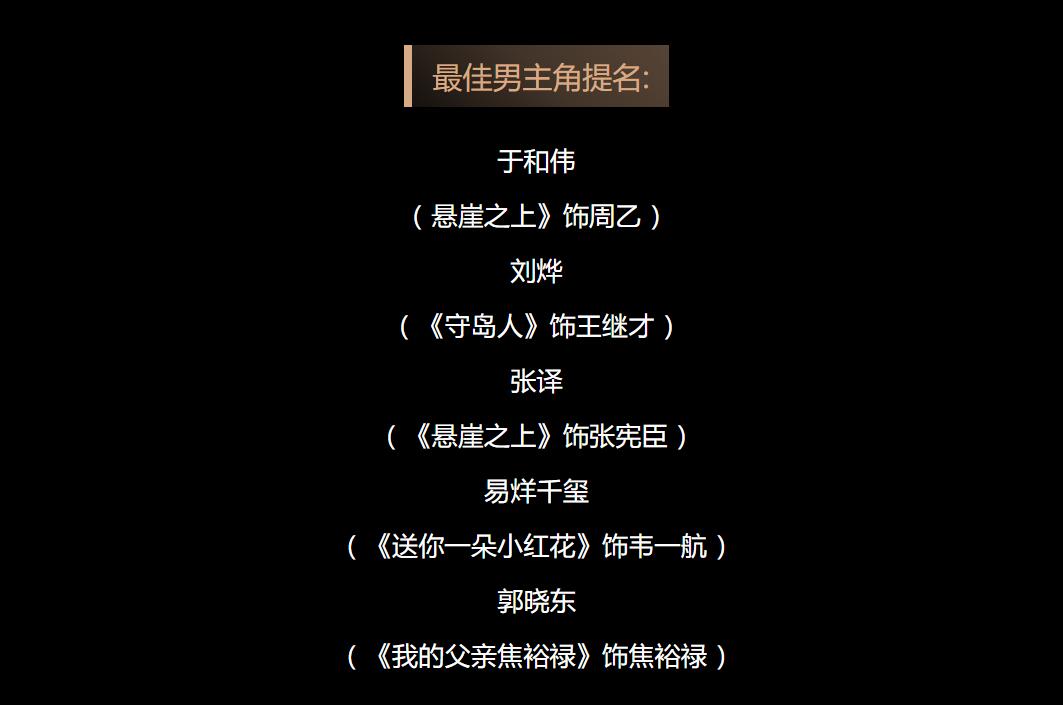 最佳男主角提名:
于和伟
（悬崖之上》饰周乙）
刘烨
（《守岛人》饰王继才）
张译
（《悬崖之上》饰张宪臣）
易烊千玺
（《送你一朵小红花》饰韦一航）
郭晓东
（《我的父亲焦裕禄》饰焦裕禄）